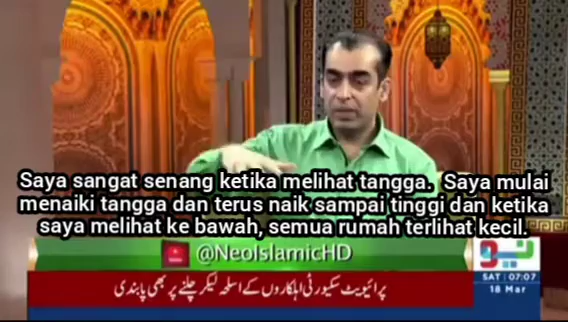 Saya sangat senang ketika melihat tangga. Saya mulai
menaiki tangga dan terus naik sampai tinggi dan ketika
saya melihat ke bawah, semua rumah terlihat kecil.
@NeoIslamicHD
نیو
SAT 07:07
18 Mar
پرائیویٹ سکیورٹی اہلکاروں کے اسلحہ لیکر چلنے پر بھی پابندی